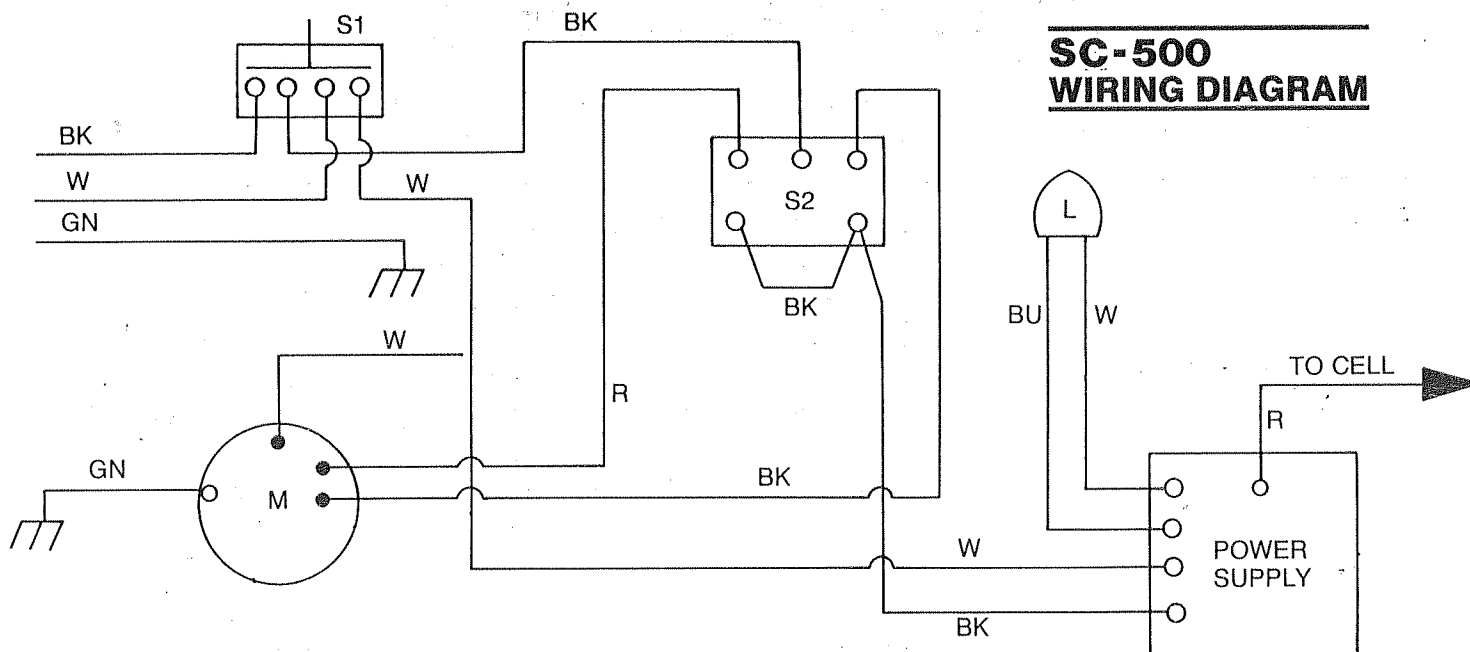 SC-500
WIRING DIAGRAM
S1
BK
BK
W
W
GN
S2
BK
L
BU
W
W
R
TO CELL
R
GN
M
BK
W
POWER
SUPPLY
BK